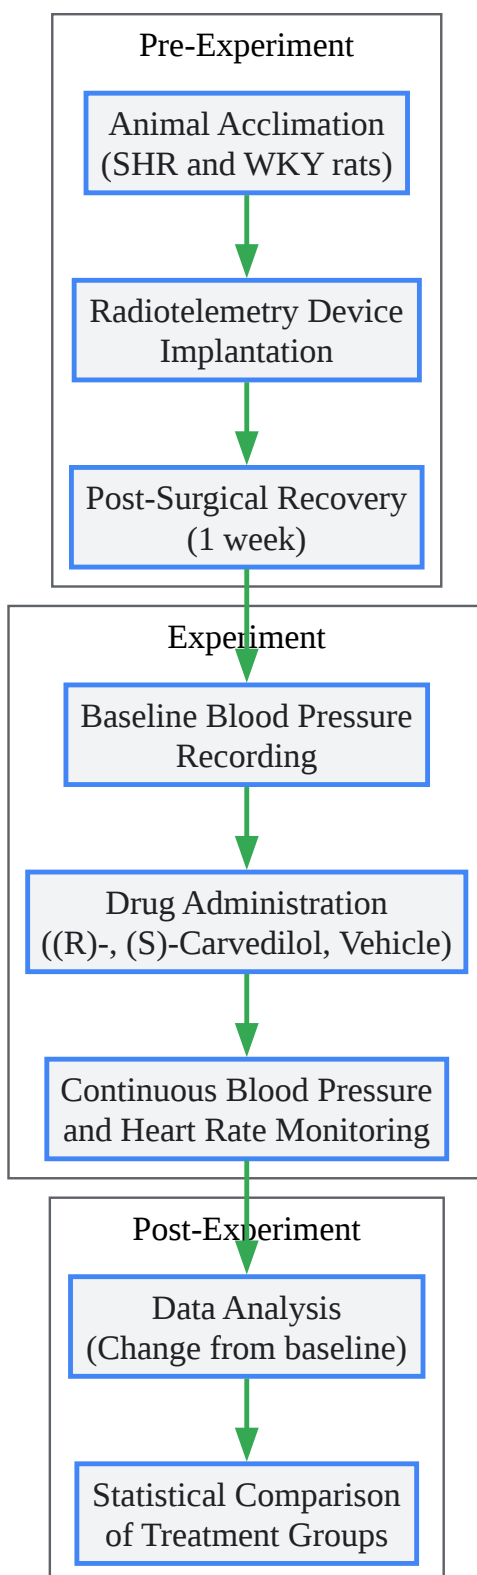 Pre-Experiment
Animal Acclimation
(SHR and WKY rats)
Radiotelemetry Device
Implantation
Post-Surgical Recovery
(1 week)
Experiment
Baseline Blood Pressure
Recording
Drug Administration
((R)-, (S)-Carvedilol, Vehicle)
Continuous Blood Pressure
and Heart Rate Monitoring
Post-Experiment
Data Analysis
(Change from baseline)
Statistical Comparison
of Treatment Groups